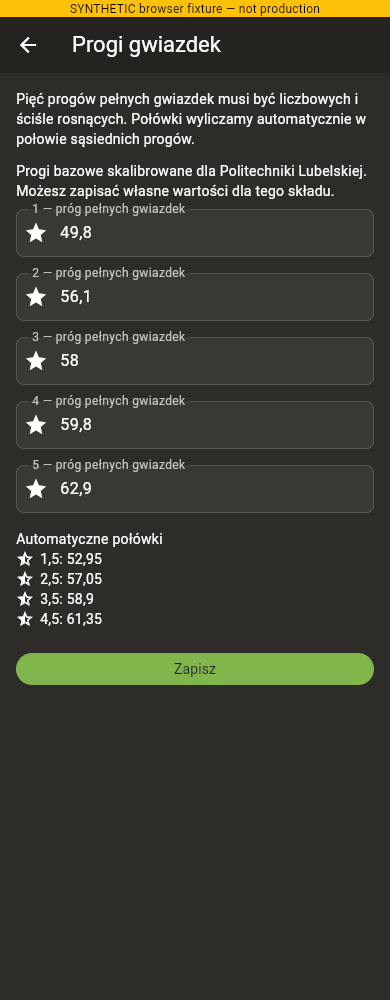 SYNTHETIC browser fixture — not production
Progi gwiazdek
Pięć progów pełnych gwiazdek musi być liczbowych i
ściśle rosnących. Połówki wyliczamy automatycznie w
połowie sąsiednich progów.
Progi bazowe skalibrowane dla Politechniki Lubelskiej.
Możesz zapisać własne wartości dla tego składu.
1 — próg pełnych gwiazdek
49,8
2 — próg pełnych gwiazdek
56,1
3 — próg pełnych gwiazdek
58
4 — próg pełnych gwiazdek
59,8
5 — próg pełnych gwiazdek
62,9
Automatyczne połówki
1,5: 52,95
2,5: 57,05
3,5: 58,9
4,5: 61,35
Zapisz